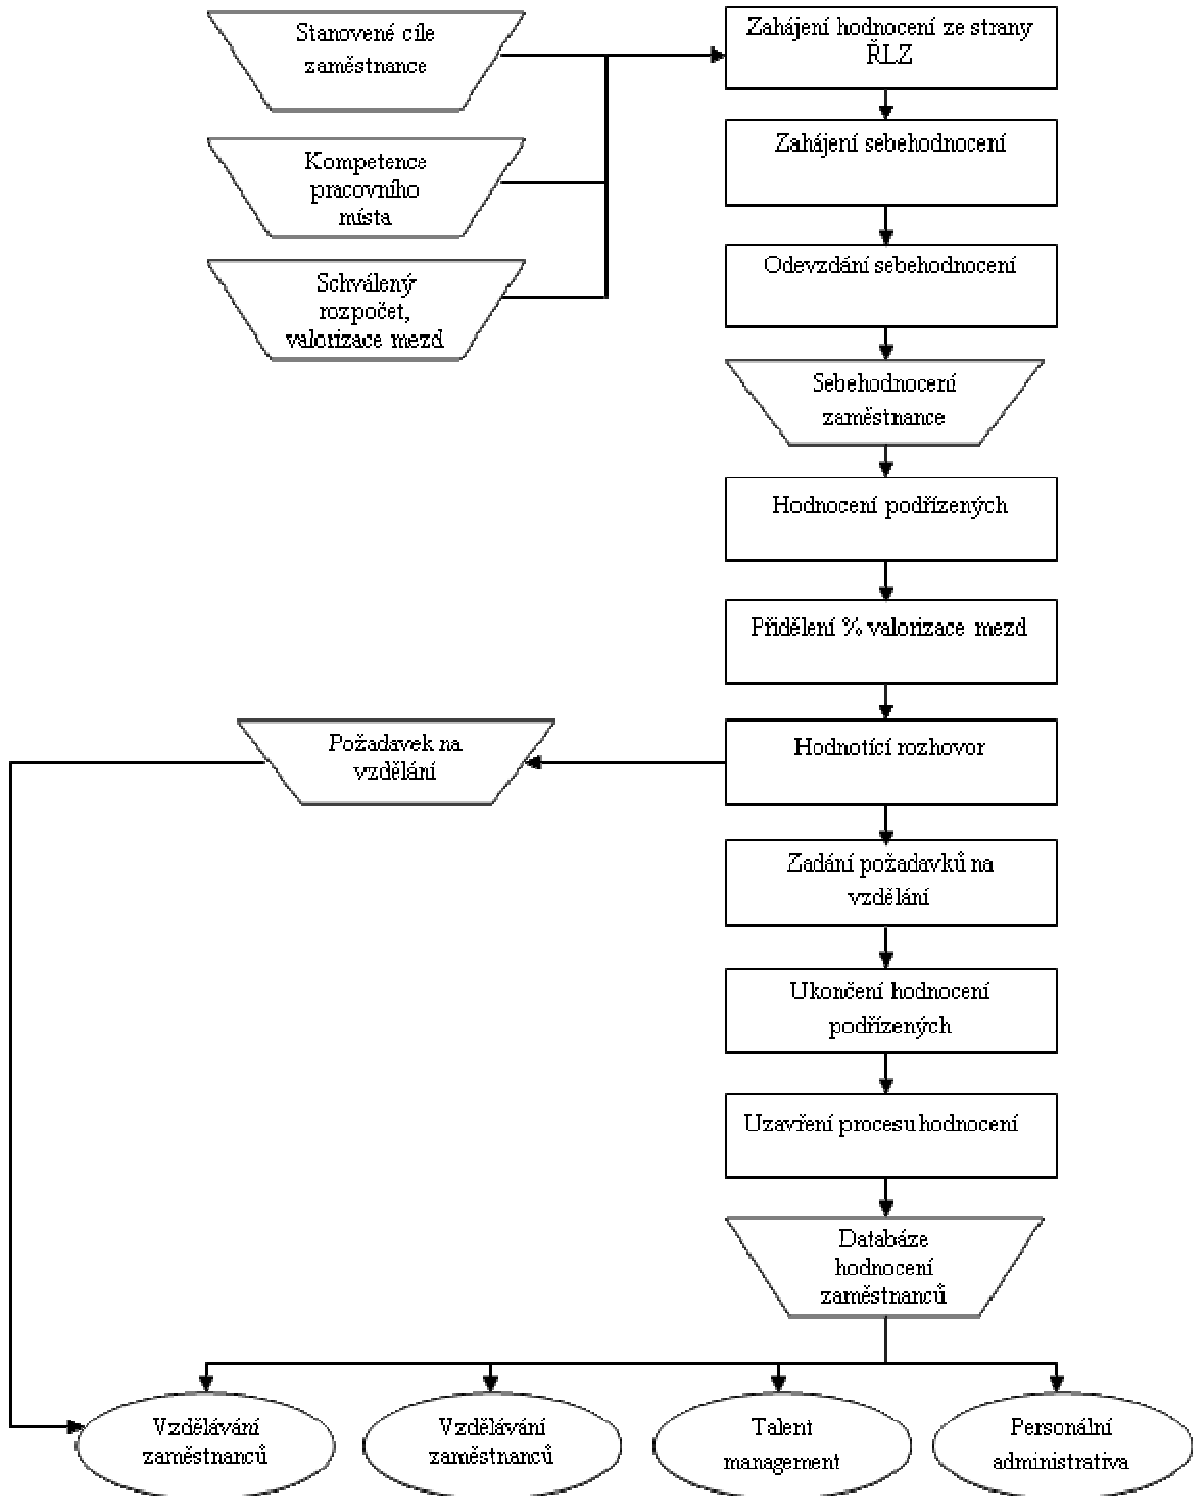 Stanovené cíle
zaměstnance
Kompetence
pracovního
místa
Schválený
rozpočet,
valorizace mezd
Zahájení hodnocení ze strany
ŘLZ
Zahájení sebehodnocení
Odevzdání sebehodnocení
Sebehodnocení
zaměstnance
Hodnocení podřízených
Přidělení % valorizace mezd
Hodnotící rozhovor
Požadavek na
vzdělání
Zadání požadavků na
vzdělání
Ukončení hodnocení
podřízených
Uzavření procesu hodnocení
Databáze
hodnocení
zaměstnanců
Vzdělávání
zaměstnanců
Vzdělávání
zaměstnanců
Talent
management
Personální
administrativa